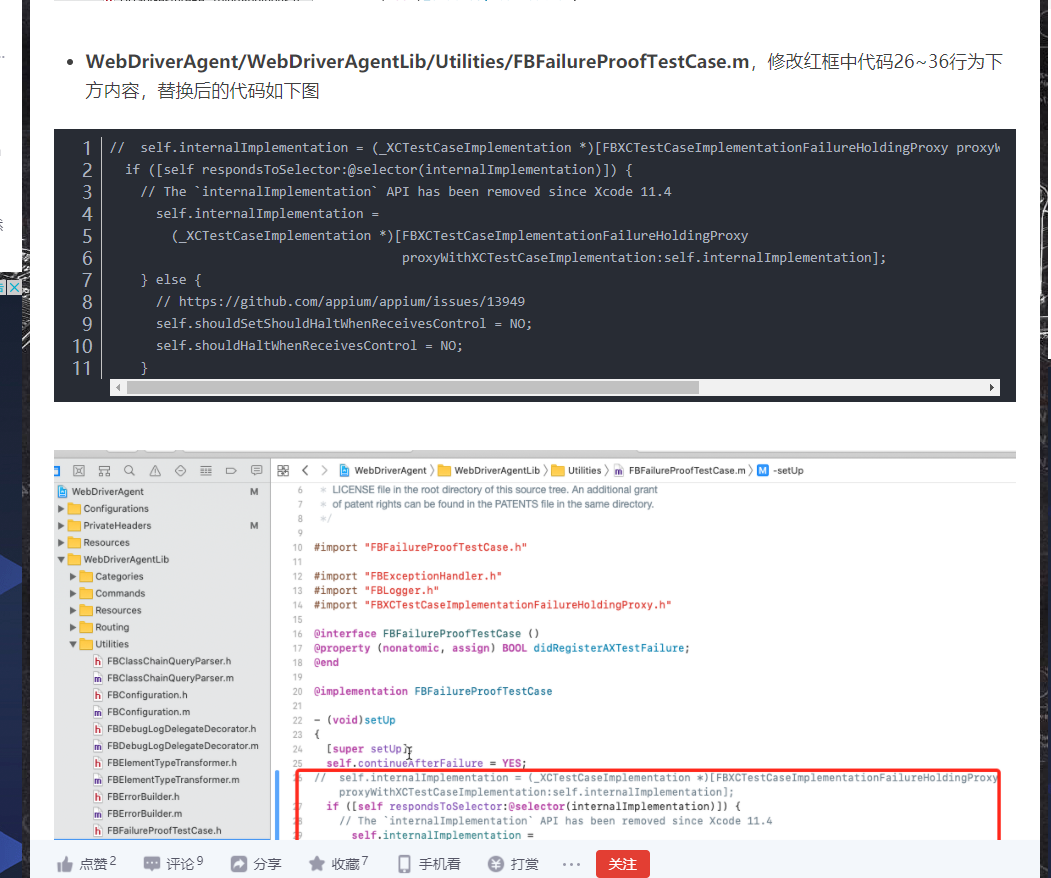 WebDriverAgent/WebDriverAgentLib/Utilities/FBFailureProofTestCase.m，修改红框中代码26~36行为下
方内容，替换后的代码如下图
1 //  self.internalImplementation = (_XCTestCaseImplementation *)[FBXCTestCaseImplementationFailureHoldingProxy proxyW
2   if ([self respondsToSelector:@selector(internalImplementation)]) {
3     // The `internalImplementation` API has been removed since Xcode 11.4
4       self.internalImplementation =
5         (_XCTestCaseImplementation *)[FBXCTestCaseImplementationFailureHoldingProxy
6                                       proxyWithXCTestCaseImplementation:self.internalImplementation];
7     } else {
8       // https://github.com/appium/appium/issues/13949
9       self.shouldSetShouldHaltWhenReceivesControl = NO;
10       self.shouldHaltWhenReceivesControl = NO;
11     }
WebDriverAgent 〉 WebDriverAgentLib 〉 Utilities 〉 m FBFailureProofTestCase.m 〉 M -setUp
WebDriverAgent M
Configurations
PrivateHeaders M
Resources
WebDriverAgentLib
Categories
Commands
Resources
Routing
Utilities
h FBClassChainQueryParser.h
m FBClassChainQueryParser.m
h FBConfiguration.h
m FBConfiguration.m
h FBDebugLogDelegateDecorator.h
m FBDebugLogDelegateDecorator.m
h FBElementTypeTransformer.h
m FBElementTypeTransformer.m
h FBErrorBuilder.h
m FBErrorBuilder.m
h FBFailureProofTestCase.h
6  * LICENSE file in the root directory of this source tree. An additional grant
7  * of patent rights can be found in the PATENTS file in the same directory.
8  */
9
10 #import "FBFailureProofTestCase.h"
11
12 #import "FBExceptionHandler.h"
13 #import "FBLogger.h"
14 #import "FBXCTestCaseImplementationFailureHoldingProxy.h"
15
16 @interface FBFailureProofTestCase ()
17 @property (nonatomic, assign) BOOL didRegisterAXTestFailure;
18 @end
19
20 @implementation FBFailureProofTestCase
21
22 - (void)setUp
23 {
24   [super setUp];
25   self.continueAfterFailure = YES;
26 //  self.internalImplementation = (_XCTestCaseImplementation *)[FBXCTestCaseImplementationFailureHoldingProxy
proxyWithXCTestCaseImplementation:self.internalImplementation];
27   if ([self respondsToSelector:@selector(internalImplementation)]) {
28     // The `internalImplementation` API has been removed since Xcode 11.4
29       self.internalImplementation =
点赞2 评论9 分享 收藏7 手机看 打赏 ··· 关注